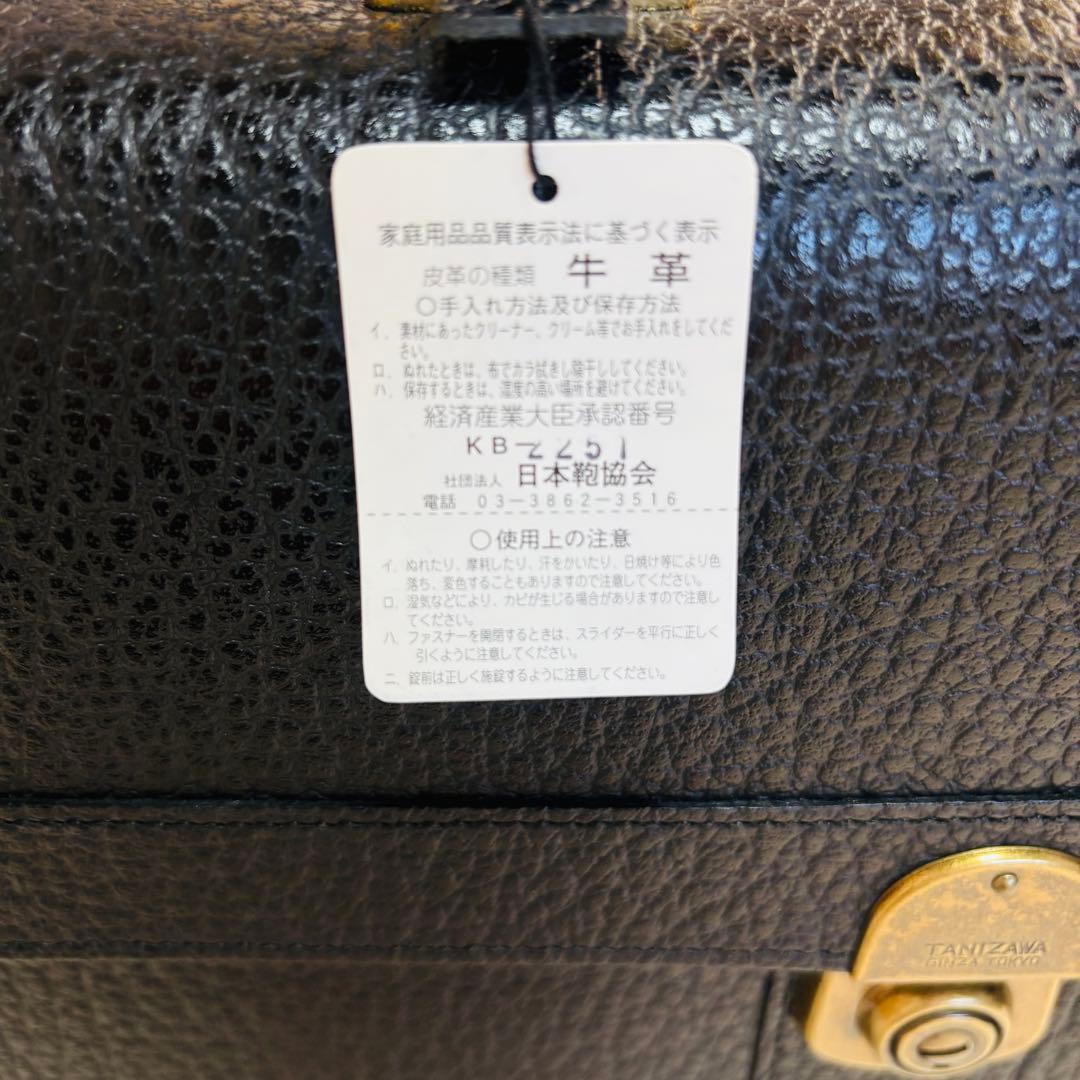 家庭用品品質表示法に基づく表示
皮革の種類 牛 革
○手入れ方法及び保存方法
イ、素材にあったクリーナー、クリーム等でお手入れをしてくだ
さい。
ロ、ぬれたときは、布でカラ拭きし陰干ししてください。
ハ、保存するときは、湿度の高い場所を避けてください。
経済産業大臣承認番号
KB-2251
社団法人 日本鞄協会
電話 03-3862-3516
○使用上の注意
イ、ぬれたり、摩耗したり、汗をかいたり、日焼け等により色
落ち、変色することもありますので注意してください。
ロ、湿気などにより、カビが生じる場合がありますので注意し
てください。
ハ、ファスナーを開閉するときは、スライダーを平行に正しく
引くように注意してください。
ニ、錠前は正しく施錠するように注意してください。
TANIZAWA
GINZA TOKYO